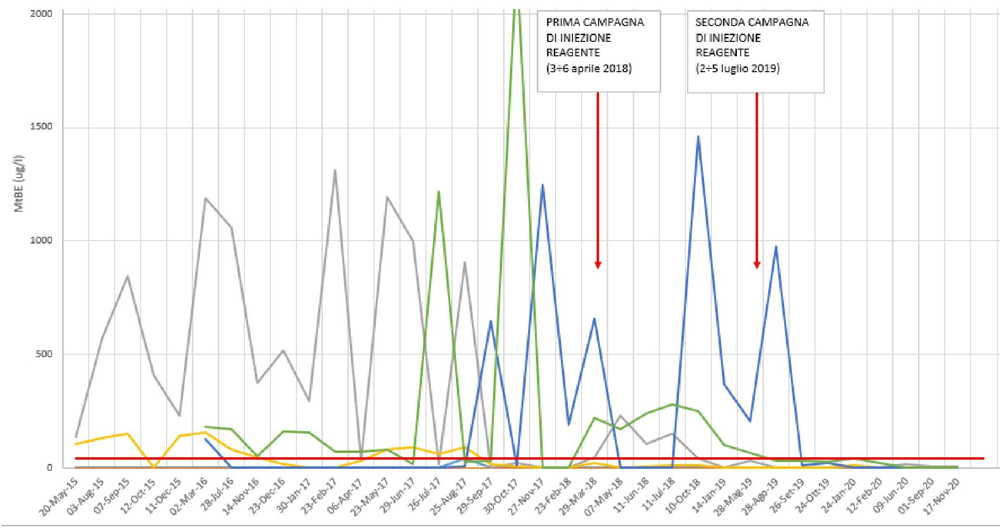 2000
1500
1000
500
0
MtBE (ug/l)
PRIMA CAMPAGNA
DI INIEZIONE
REAGENTE
(3÷6 aprile 2018)
SECONDA CAMPAGNA
DI INIEZIONE
REAGENTE
(2÷5 luglio 2019)
20-May-15
03-Aug-15
07-Sep-15
12-Oct-15
11-Dec-15
02-Mar-16
28-Jul-16
14-Nov-16
23-Dec-16
30-Jan-17
23-Feb-17
06-Apr-17
23-May-17
29-Jun-17
26-Jul-17
25-Aug-17
29-Sep-17
30-Oct-17
27-Nov-17
23-Feb-18
29-Mar-18
07-May-18
11-Jun-18
11-Jul-18
10-Oct-18
14-Jan-19
28-Mag-19
28-Ago-19
26-Set-19
24-Ott-19
24-Jan-20
12-Feb-20
09-Jun-20
01-Sep-20
17-Nov-20